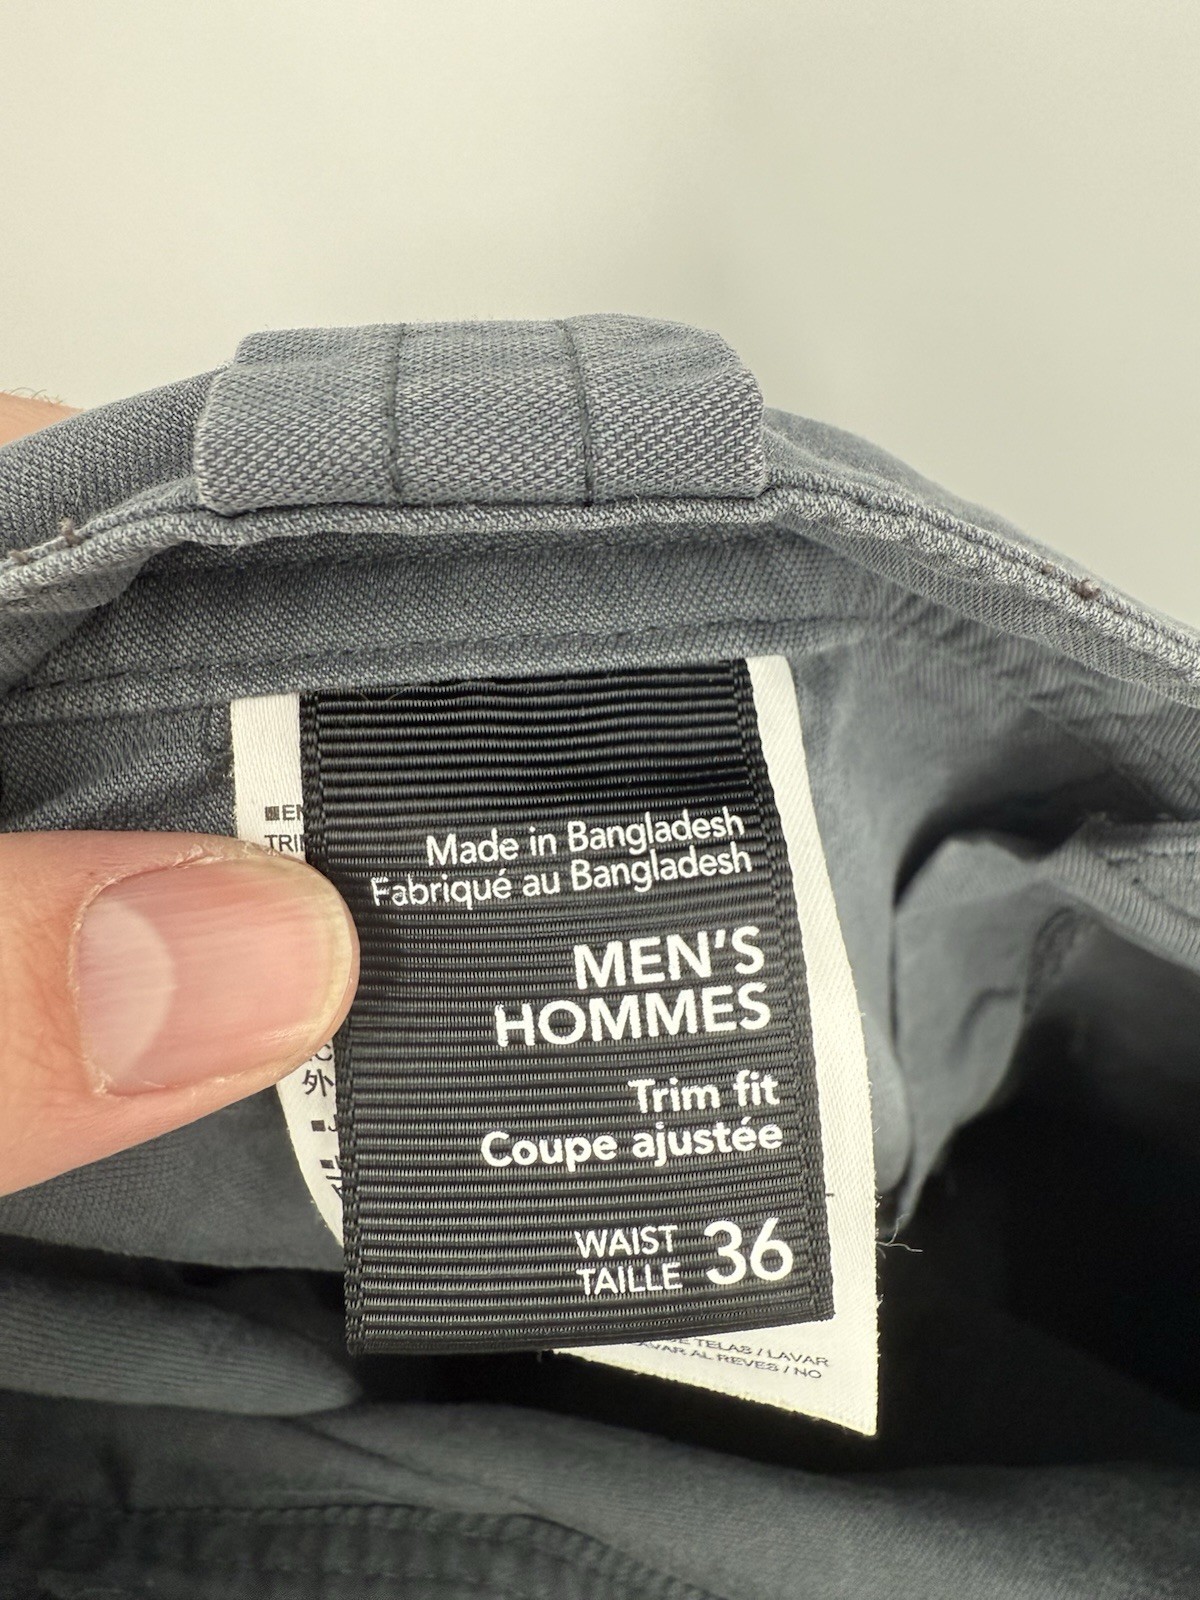 Made in Bangladesh
Fabriqué au Bangladesh
MEN'S
HOMMES
Trim fit
Coupe ajustée
WAIST 36
TAILLE
TELAS / LAVAR
AL REVES / NO
外